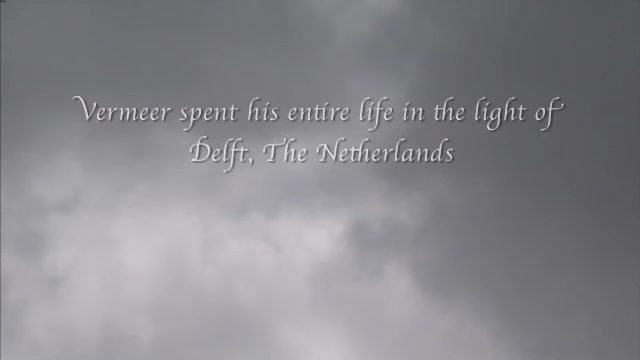 Vermeer spent his entire life in the light of
Delft, The Netherlands